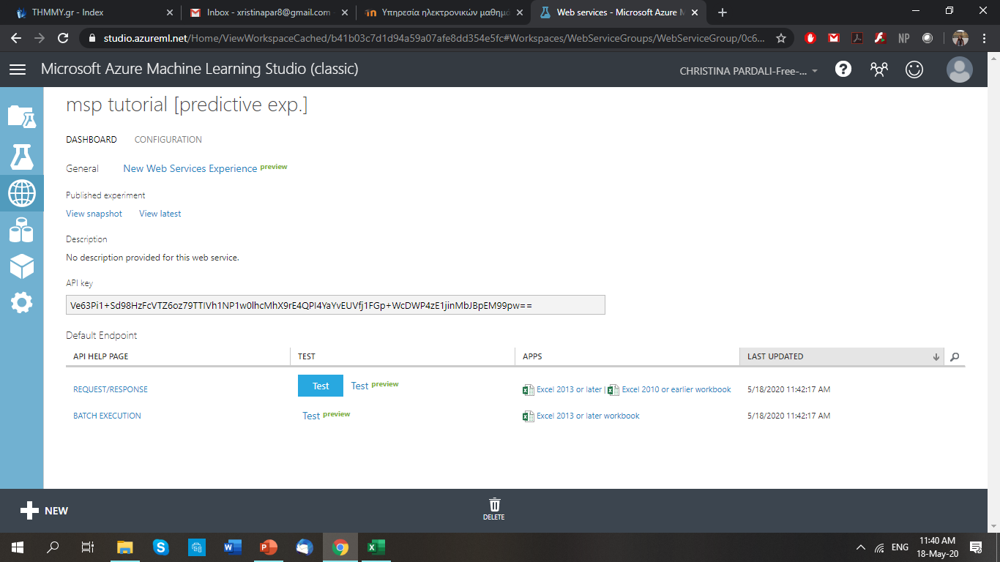 THMMY.gr - Index
Inbox - xristinapar8@gmail.com -
Υπηρεσία ηλεκτρονικών μαθημά
Web services - Microsoft Azure M
studio.azureml.net/Home/ViewWorkspaceCached/b41b03c7d1d94a59a07afe8dd354e5fc#Workspaces/WebServiceGroups/WebServiceGroup/0c6...
NP
Microsoft Azure Machine Learning Studio (classic)
CHRISTINA PARDALI-Free-...
msp tutorial [predictive exp.]
DASHBOARD CONFIGURATION
General New Web Services Experience preview
Published experiment
View snapshot View latest
Description
No description provided for this web service.
API key
Ve63Pi1+Sd98HzFcVTZ6oz79TTIVh1NP1w0lhcMhX9rE4QPI4YaYvEUVfj1FGp+WcDWP4zE1jinMbJBpEM99pw==
Default Endpoint
API HELP PAGE TEST APPS LAST UPDATED
REQUEST/RESPONSE Test Test preview Excel 2013 or later | Excel 2010 or earlier workbook 5/18/2020 11:42:17 AM
BATCH EXECUTION Test preview Excel 2013 or later workbook 5/18/2020 11:42:17 AM
NEW
DELETE
ENG
11:40 AM
18-May-20